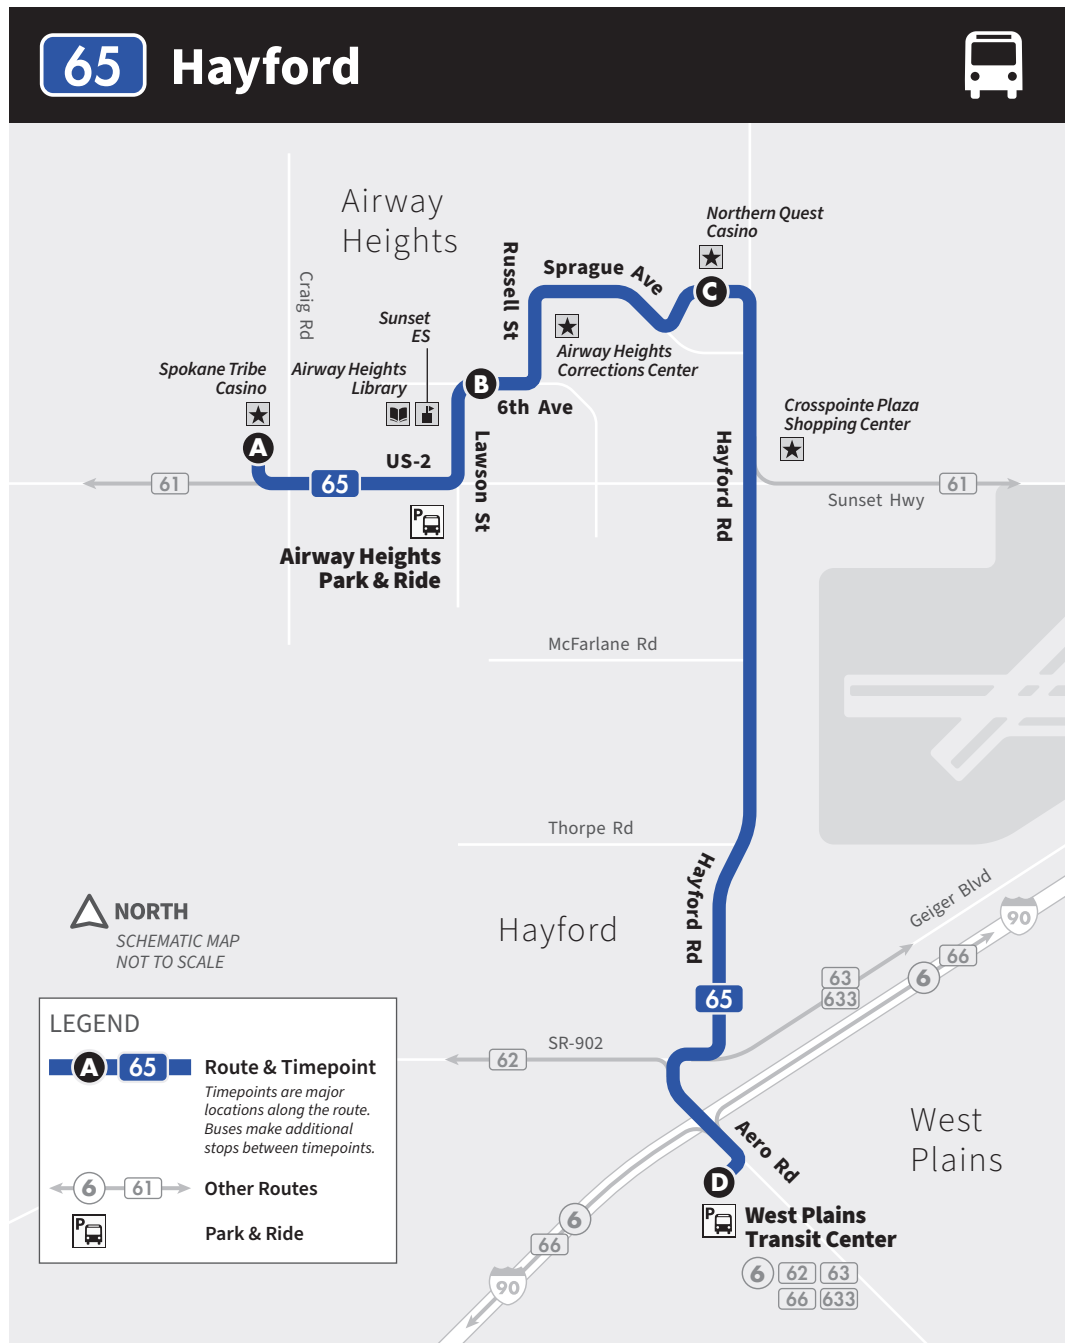 65 Hayford
Airway
Heights
Northern Quest
Casino
Russell St
Sprague Ave
C
Craig Rd
Sunset
ES
Airway Heights
Corrections Center
Spokane Tribe
Casino
Airway Heights
Library
B
6th Ave
Crosspointe Plaza
Shopping Center
A
US-2
Lawson St
Hayford Rd
61
65
61
Sunset Hwy
P
Airway Heights
Park & Ride
McFarlane Rd
Thorpe Rd
Hayford Rd
Geiger Blvd
90
NORTH
SCHEMATIC MAP
NOT TO SCALE
Hayford
66
6
63
633
65
LEGEND
A 65 Route & Timepoint
Timepoints are major
locations along the route.
Buses make additional
stops between timepoints.
6 61 Other Routes
P Park & Ride
SR-902
62
West
Plains
Aero Rd
D
P
West Plains
Transit Center
6 62 63
66 633
6
66
90